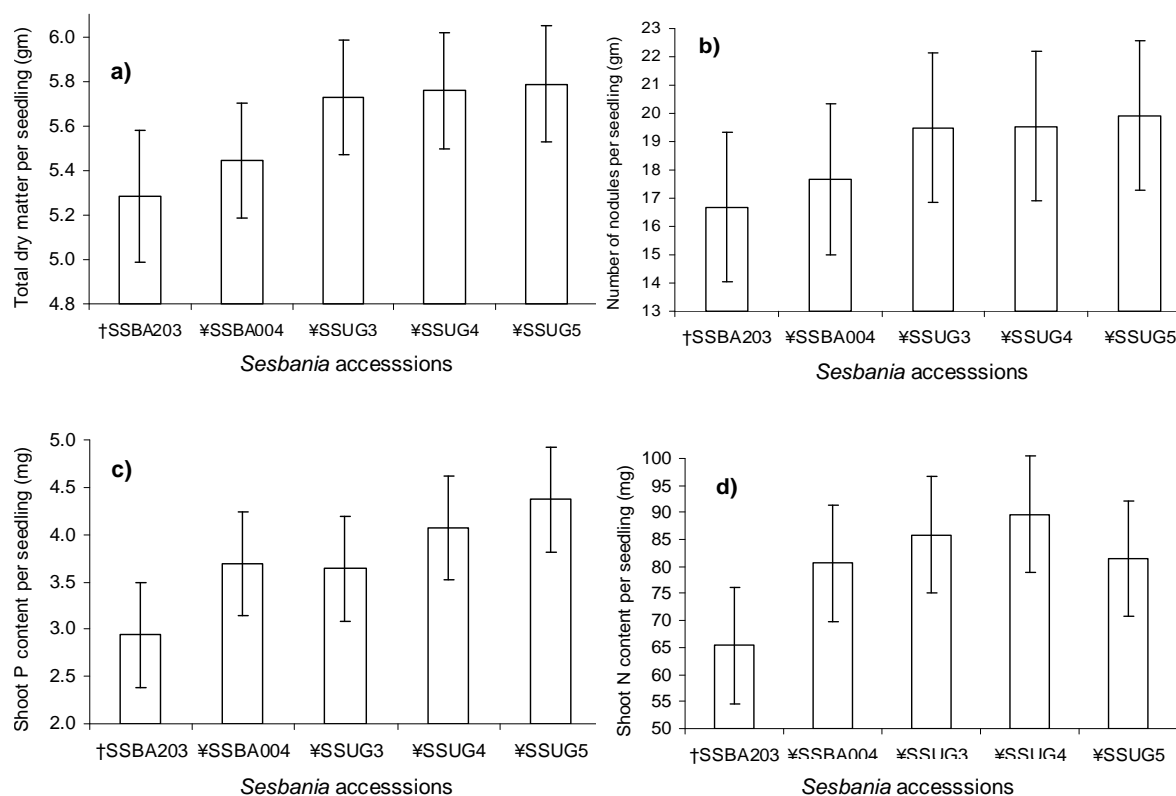 a)
Total dry matter per seedling (gm)
6.0
5.8
5.6
5.4
5.2
5.0
4.8
†SSBA203 ¥SSBA004 ¥SSUG3 ¥SSUG4 ¥SSUG5
Sesbania accesssions
b)
Number of nodules per seedling (gm)
23
22
21
20
19
18
17
16
15
14
13
†SSBA203 ¥SSBA004 ¥SSUG3 ¥SSUG4 ¥SSUG5
Sesbania accesssions
c)
Shoot P content per seedling (mg)
5.0
4.5
4.0
3.5
3.0
2.5
2.0
†SSBA203 ¥SSBA004 ¥SSUG3 ¥SSUG4 ¥SSUG5
Sesbania accesssions
d)
Shoot N content per seedling (mg)
100
95
90
85
80
75
70
65
60
55
50
†SSBA203 ¥SSBA004 ¥SSUG3 ¥SSUG4 ¥SSUG5
Sesbania accesssions